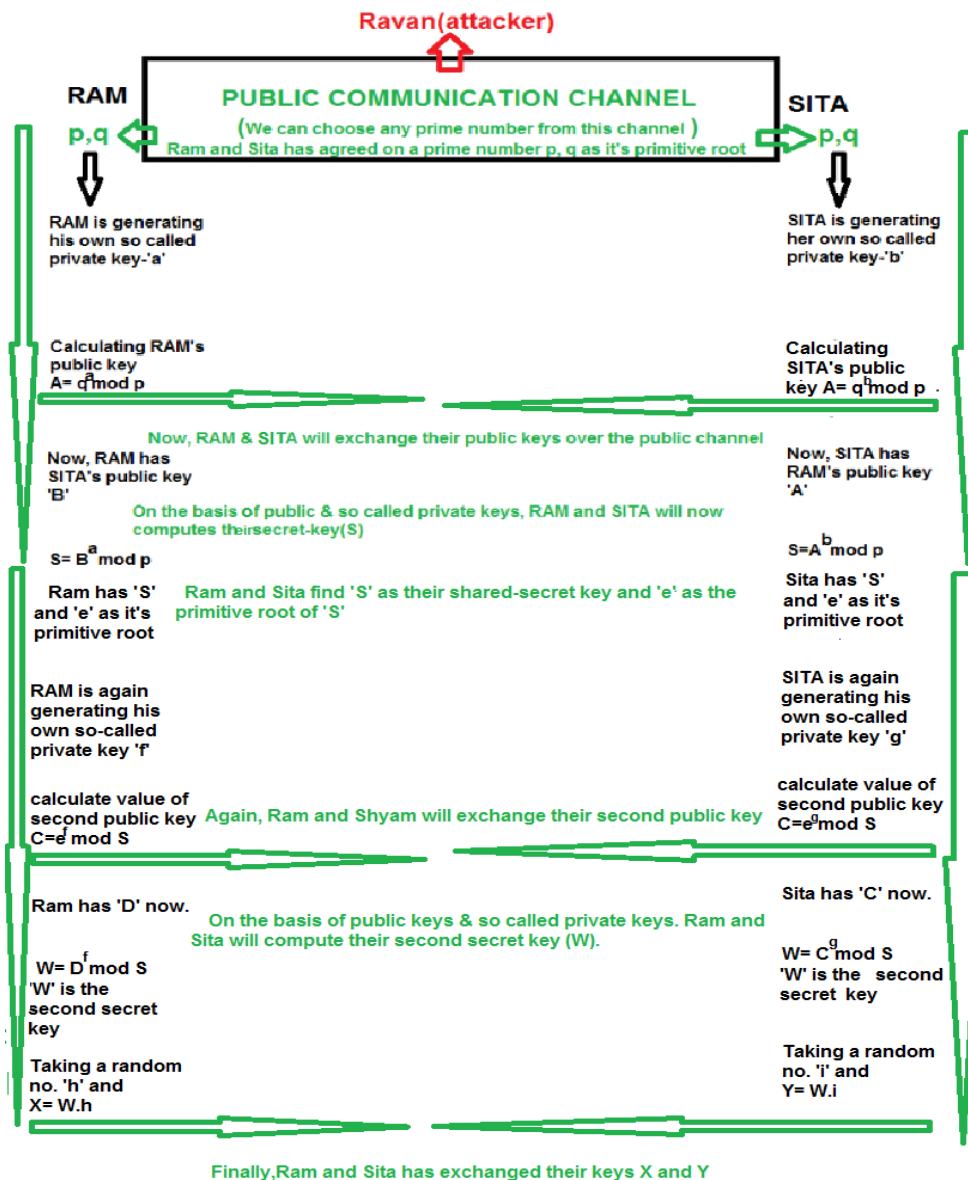 Ravan(attacker)
RAM
PUBLIC COMMUNICATION CHANNEL
SITA
p,q
(We can choose any prime number from this channel )
p,q
Ram and Sita has agreed on a prime number p, q as it's primitive root
RAM is generating
his own so called
private key-'a'
SITA is generating
her own so called
private key-'b'
Calculating RAM's
public key
A= q^a mod p
Calculating
SITA's public
key A= q^b mod p
Now, RAM & SITA will exchange their public keys over the public channel
Now, RAM has
SITA's public key
'B'
Now, SITA has
RAM's public key
'A'
On the basis of public & so called private keys, RAM and SITA will now
computes theirsecret-key(S)
S= B^a mod p
S=A^b mod p
Ram has 'S'
and 'e' as it's
primitive root
Ram and Sita find 'S' as their shared-secret key and 'e' as the
primitive root of 'S'
Sita has 'S'
and 'e' as it's
primitive root
RAM is again
generating his
own so-called
private key 'f'
SITA is again
generating his
own so-called
private key 'g'
calculate value of
second public key
C=e^f mod S
Again, Ram and Shyam will exchange their second public key
calculate value of
second public key
C=e^g mod S
Ram has 'D' now.
Sita has 'C' now.
On the basis of public keys & so called private keys. Ram and
Sita will compute their second secret key (W).
W= D^f mod S
'W' is the
second secret
key
W= C^g mod S
'W' is the second
secret key
Taking a random
no. 'h' and
X= W.h
Taking a random
no. 'i' and
Y= W.i
Finally,Ram and Sita has exchanged their keys X and Y